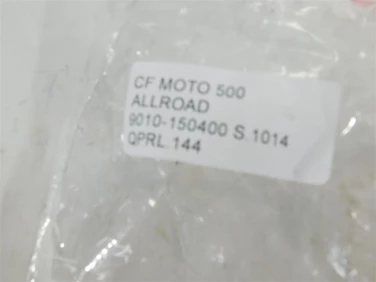 CF MOTO 500
ALLROAD
9010-150400 S.1014
QPRL.144